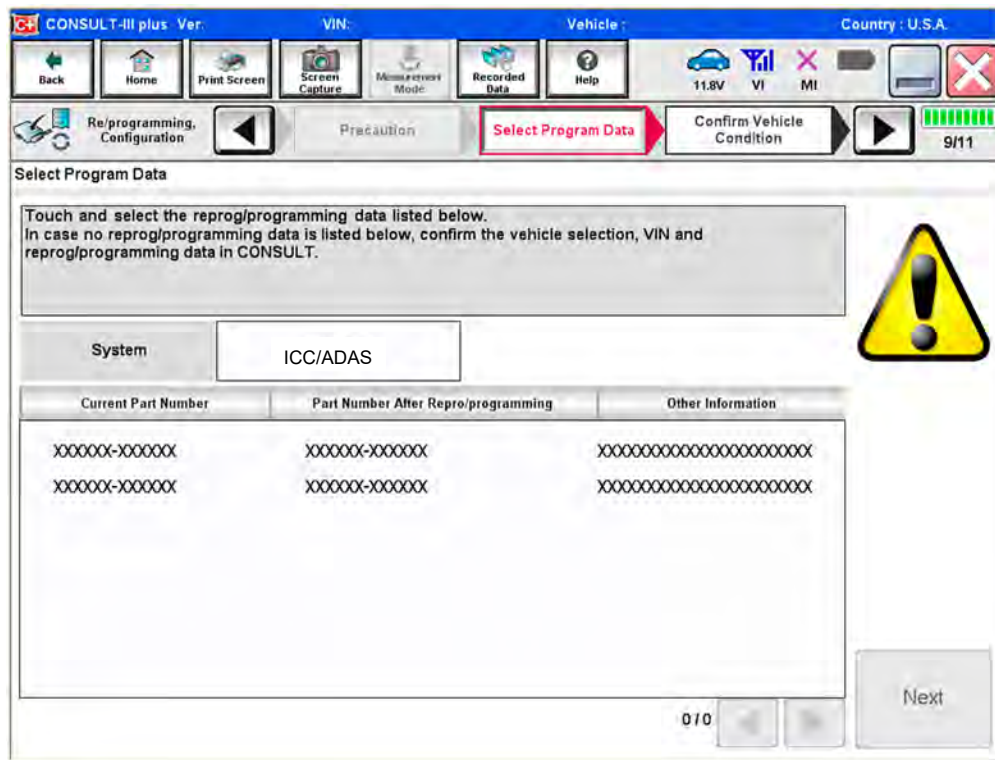 C+ CONSULT-III plus Ver: VIN: Vehicle : Country : U.S.A.
Back Home Print Screen Screen Capture Measurement Mode Recorded Data Help 11.8V VI MI
Re/programming, Configuration Precaution Select Program Data Confirm Vehicle Condition 9/11
Select Program Data
Touch and select the reprog/programming data listed below.
In case no reprog/programming data is listed below, confirm the vehicle selection, VIN and
reprog/programming data in CONSULT.
System ICC/ADAS
Current Part Number Part Number After Repro/programming Other Information
XXXXXX-XXXXXX XXXXXX-XXXXXX XXXXXXXXXXXXXXXXXXXXXXX
XXXXXX-XXXXXX XXXXXX-XXXXXX XXXXXXXXXXXXXXXXXXXXXXX
Next
0/0